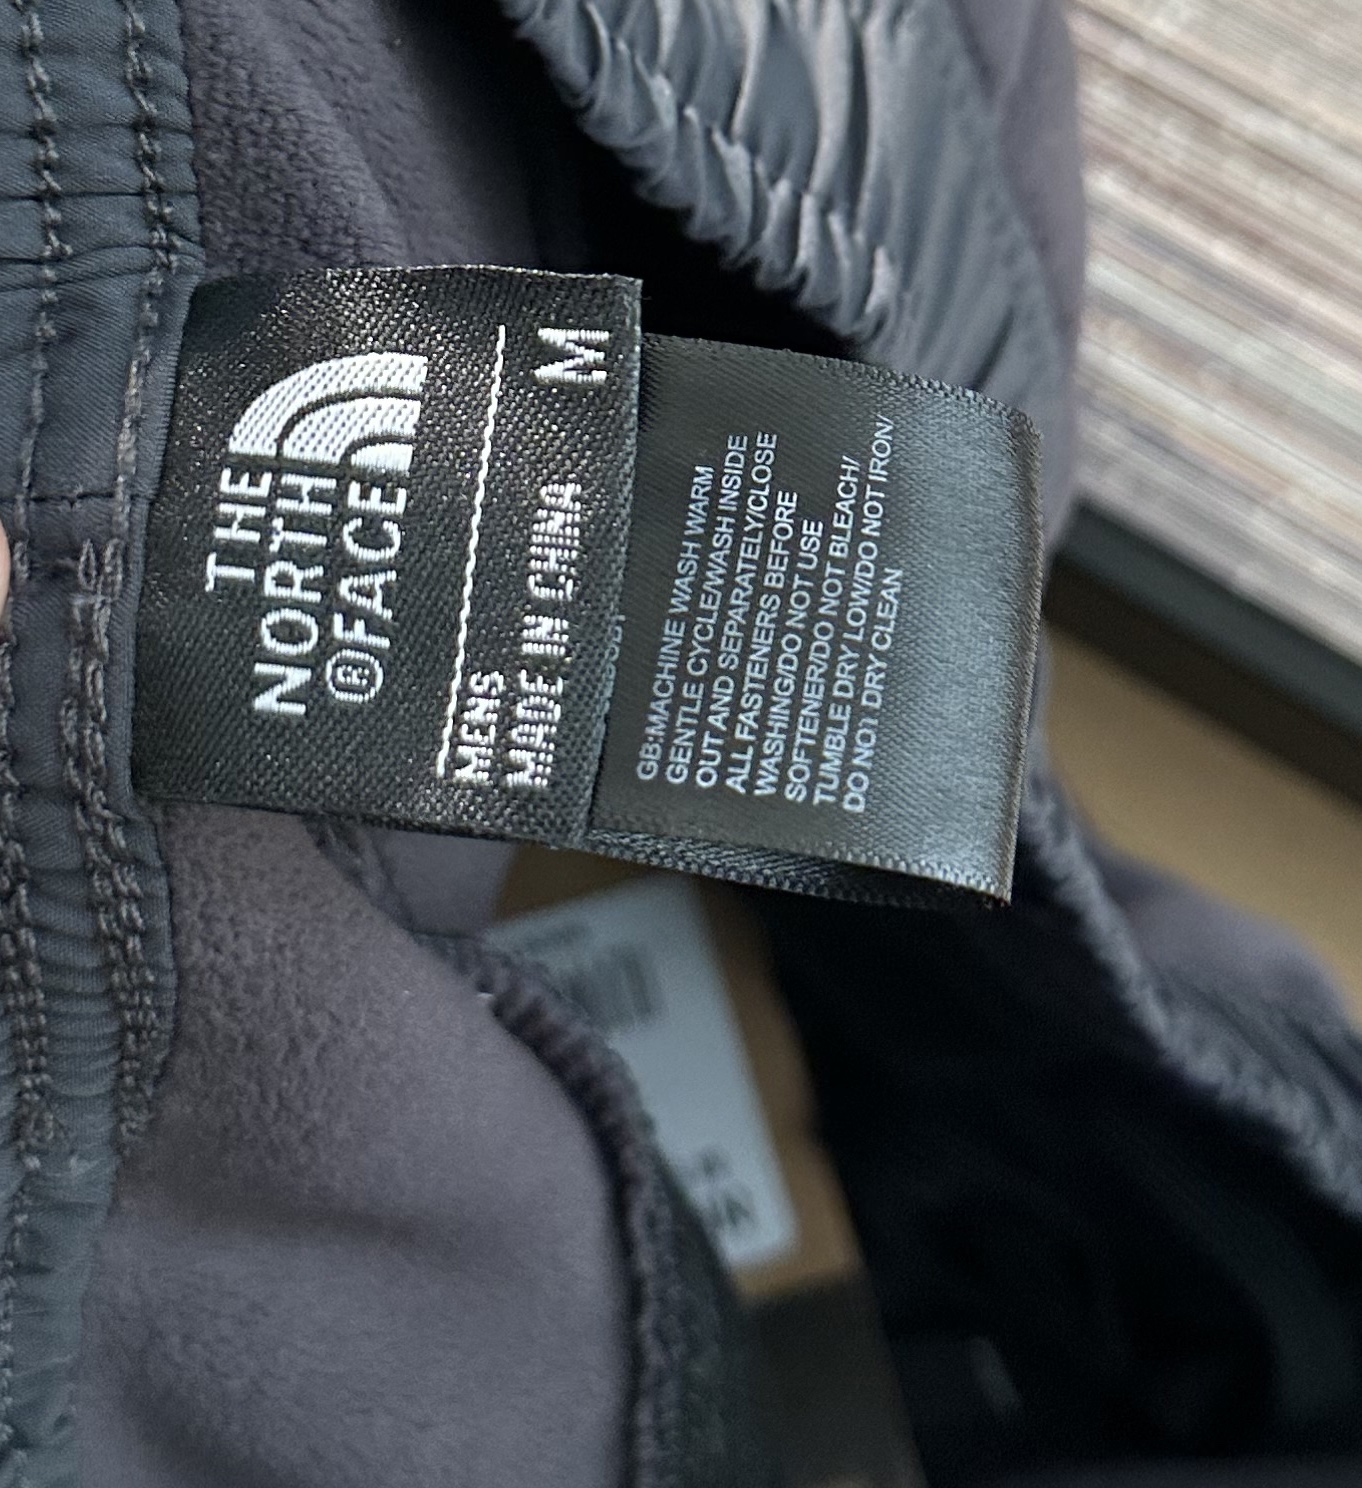 THE
NORTH
®FACE
MENS
MADE IN CHINA
M
GB:MACHINE WASH WARM
GENTLE CYCLE/WASH INSIDE
OUT AND SEPARATELY/CLOSE
ALL FASTENERS BEFORE
WASHING/DO NOT USE
SOFTENER/DO NOT BLEACH/
TUMBLE DRY LOW/DO NOT IRON/
DO NOT DRY CLEAN